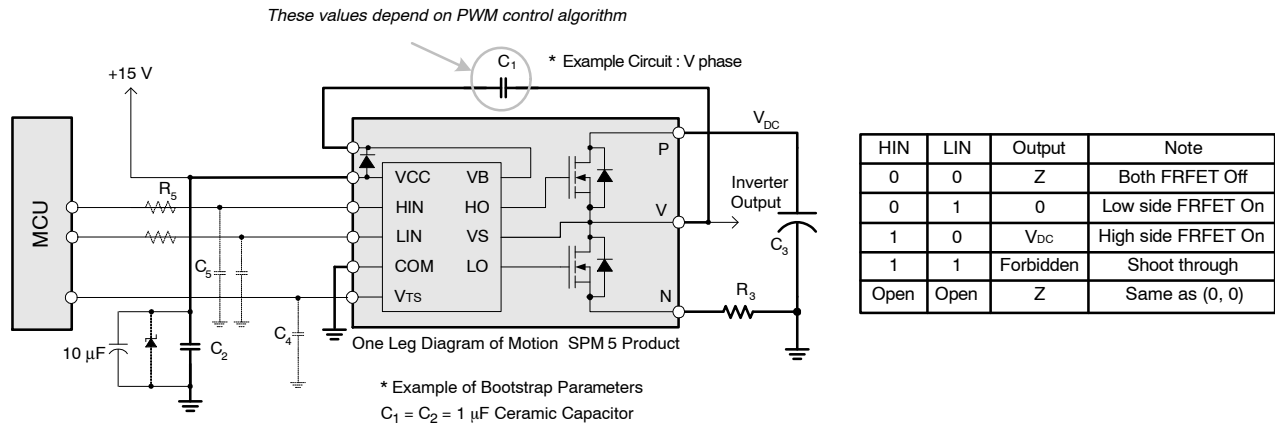 These values depend on PWM control algorithm
C1
* Example Circuit : V phase
+15 V
MCU
R5
C5
C4
10 μF
C2
VCC
VB
HIN
HO
LIN
VS
COM
LO
VTS
P
V
N
VDC
Inverter
Output
C3
R3
One Leg Diagram of Motion SPM 5 Product
* Example of Bootstrap Parameters
C1 = C2 = 1 μF Ceramic Capacitor
HIN LIN Output Note
0 0 Z Both FRFET Off
0 1 0 Low side FRFET On
1 0 VDC High side FRFET On
1 1 Forbidden Shoot through
Open Open Z Same as (0, 0)